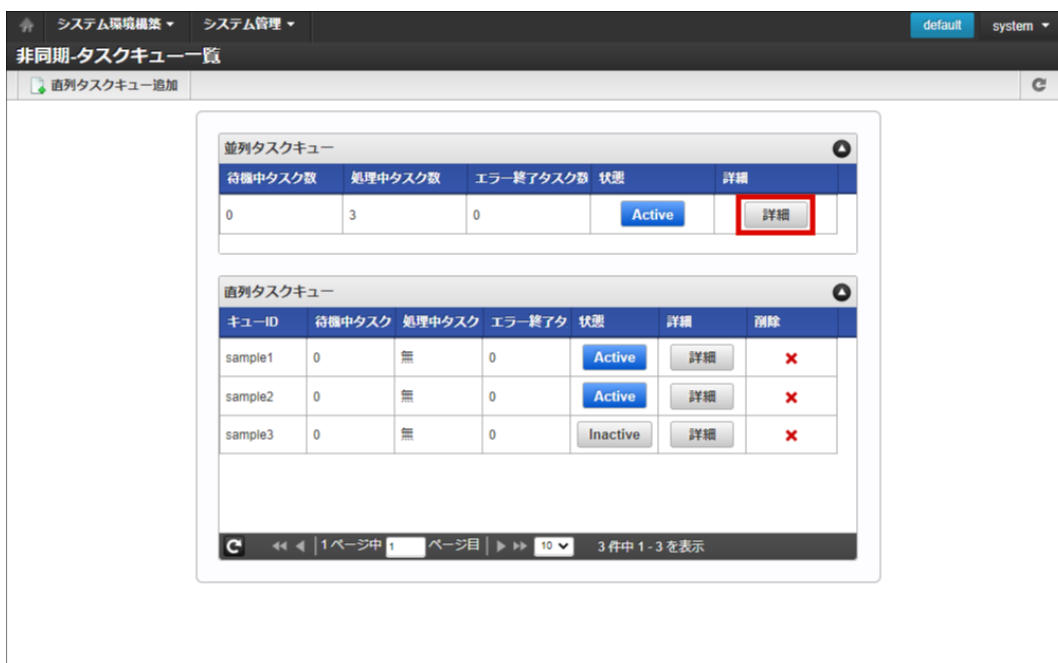 システム環境構築 システム管理 default system
非同期-タスクキュー一覧
直列タスクキュー追加
並列タスクキュー
待機中タスク数 処理中タスク数 エラー終了タスク数 状態 詳細
0 3 0 Active 詳細
直列タスクキュー
キューID 待機中タスク 処理中タスク エラー終了タ 状態 詳細 削除
sample1 0 無 0 Active 詳細
sample2 0 無 0 Active 詳細
sample3 0 無 0 Inactive 詳細
1ページ中 1 ページ目 10 3 件中 1 - 3 を表示